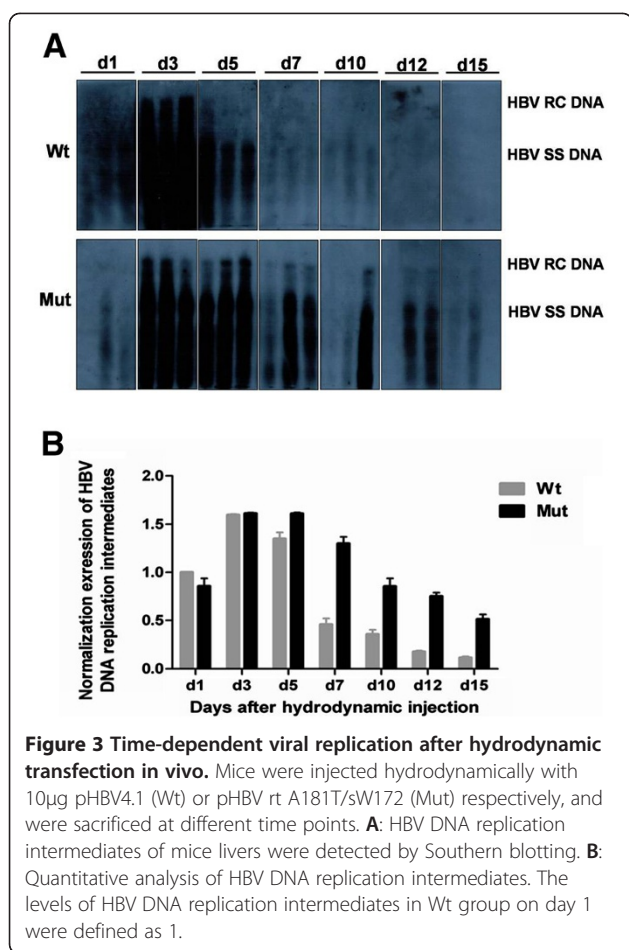 A
d1 d3 d5 d7 d10 d12 d15
HBV RC DNA
Wt
HBV SS DNA
HBV RC DNA
Mut
HBV SS DNA
B
Normalization exression of HBV
DNA replication intermediates
2.0
1.5
1.0
0.5
0.0
Wt
Mut
d1 d3 d5 d7 d10 d12 d15
Days after hydrodynamic injection
Figure 3 Time-dependent viral replication after hydrodynamic
transfection in vivo. Mice were injected hydrodynamically with
10μg pHBV4.1 (Wt) or pHBV rt A181T/sW172 (Mut) respectively, and
were sacrificed at different time points. A: HBV DNA replication
intermediates of mice livers were detected by Southern blotting. B:
Quantitative analysis of HBV DNA replication intermediates. The
levels of HBV DNA replication intermediates in Wt group on day 1
were defined as 1.